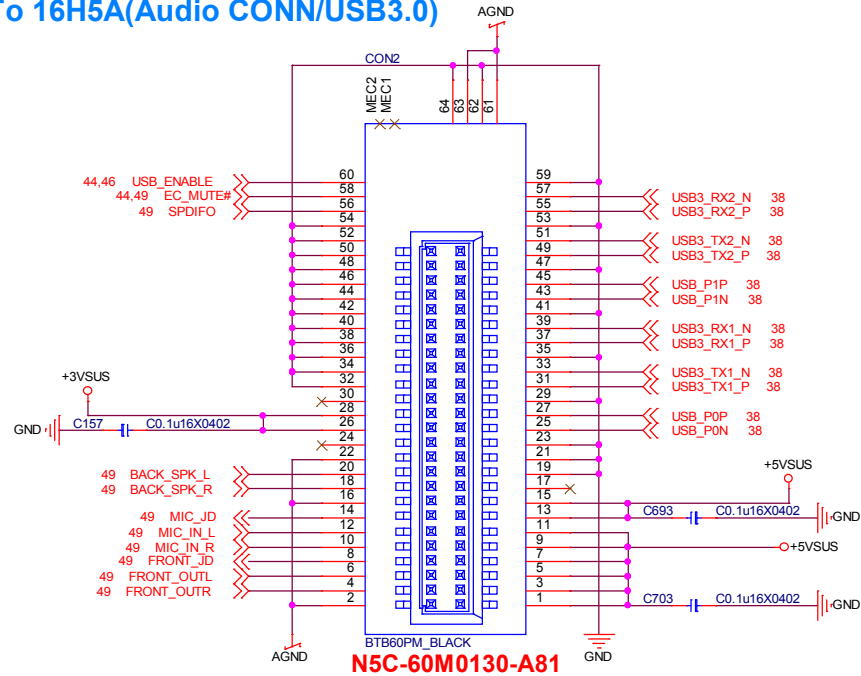 To 16H5A(Audio CONN/USB3.0)
AGND
CON2
MEC2
MEC1
64
63
62
61
44,46 USB_ENABLE 60
59
44,49 EC_MUTE# 58
57 USB3_RX2_N 38
49 SPDIFO 56
55 USB3_RX2_P 38
54
53
52
51 USB3_TX2_N 38
50
49 USB3_TX2_P 38
48
47
46
45 USB_P1P 38
44
43 USB_P1N 38
42
41
40
39 USB3_RX1_N 38
38
37 USB3_RX1_P 38
36
35
34
33 USB3_TX1_N 38
32
31 USB3_TX1_P 38
+3VSUS
30
29
28
27 USB_P0P 38
GND C157 C0.1u16X0402 26
25 USB_P0N 38
24
23
22
21
49 BACK_SPK_L 20
19
49 BACK_SPK_R 18
17
+5VSUS
16
15
49 MIC_JD 14
13 C693 C0.1u16X0402 GND
49 MIC_IN_L 12
11
49 MIC_IN_R 10
9 +5VSUS
49 FRONT_JD 8
7
49 FRONT_OUTL 6
5
49 FRONT_OUTR 4
3
2
1 C703 C0.1u16X0402 GND
BTB60PM_BLACK
AGND
GND
N5C-60M0130-A81